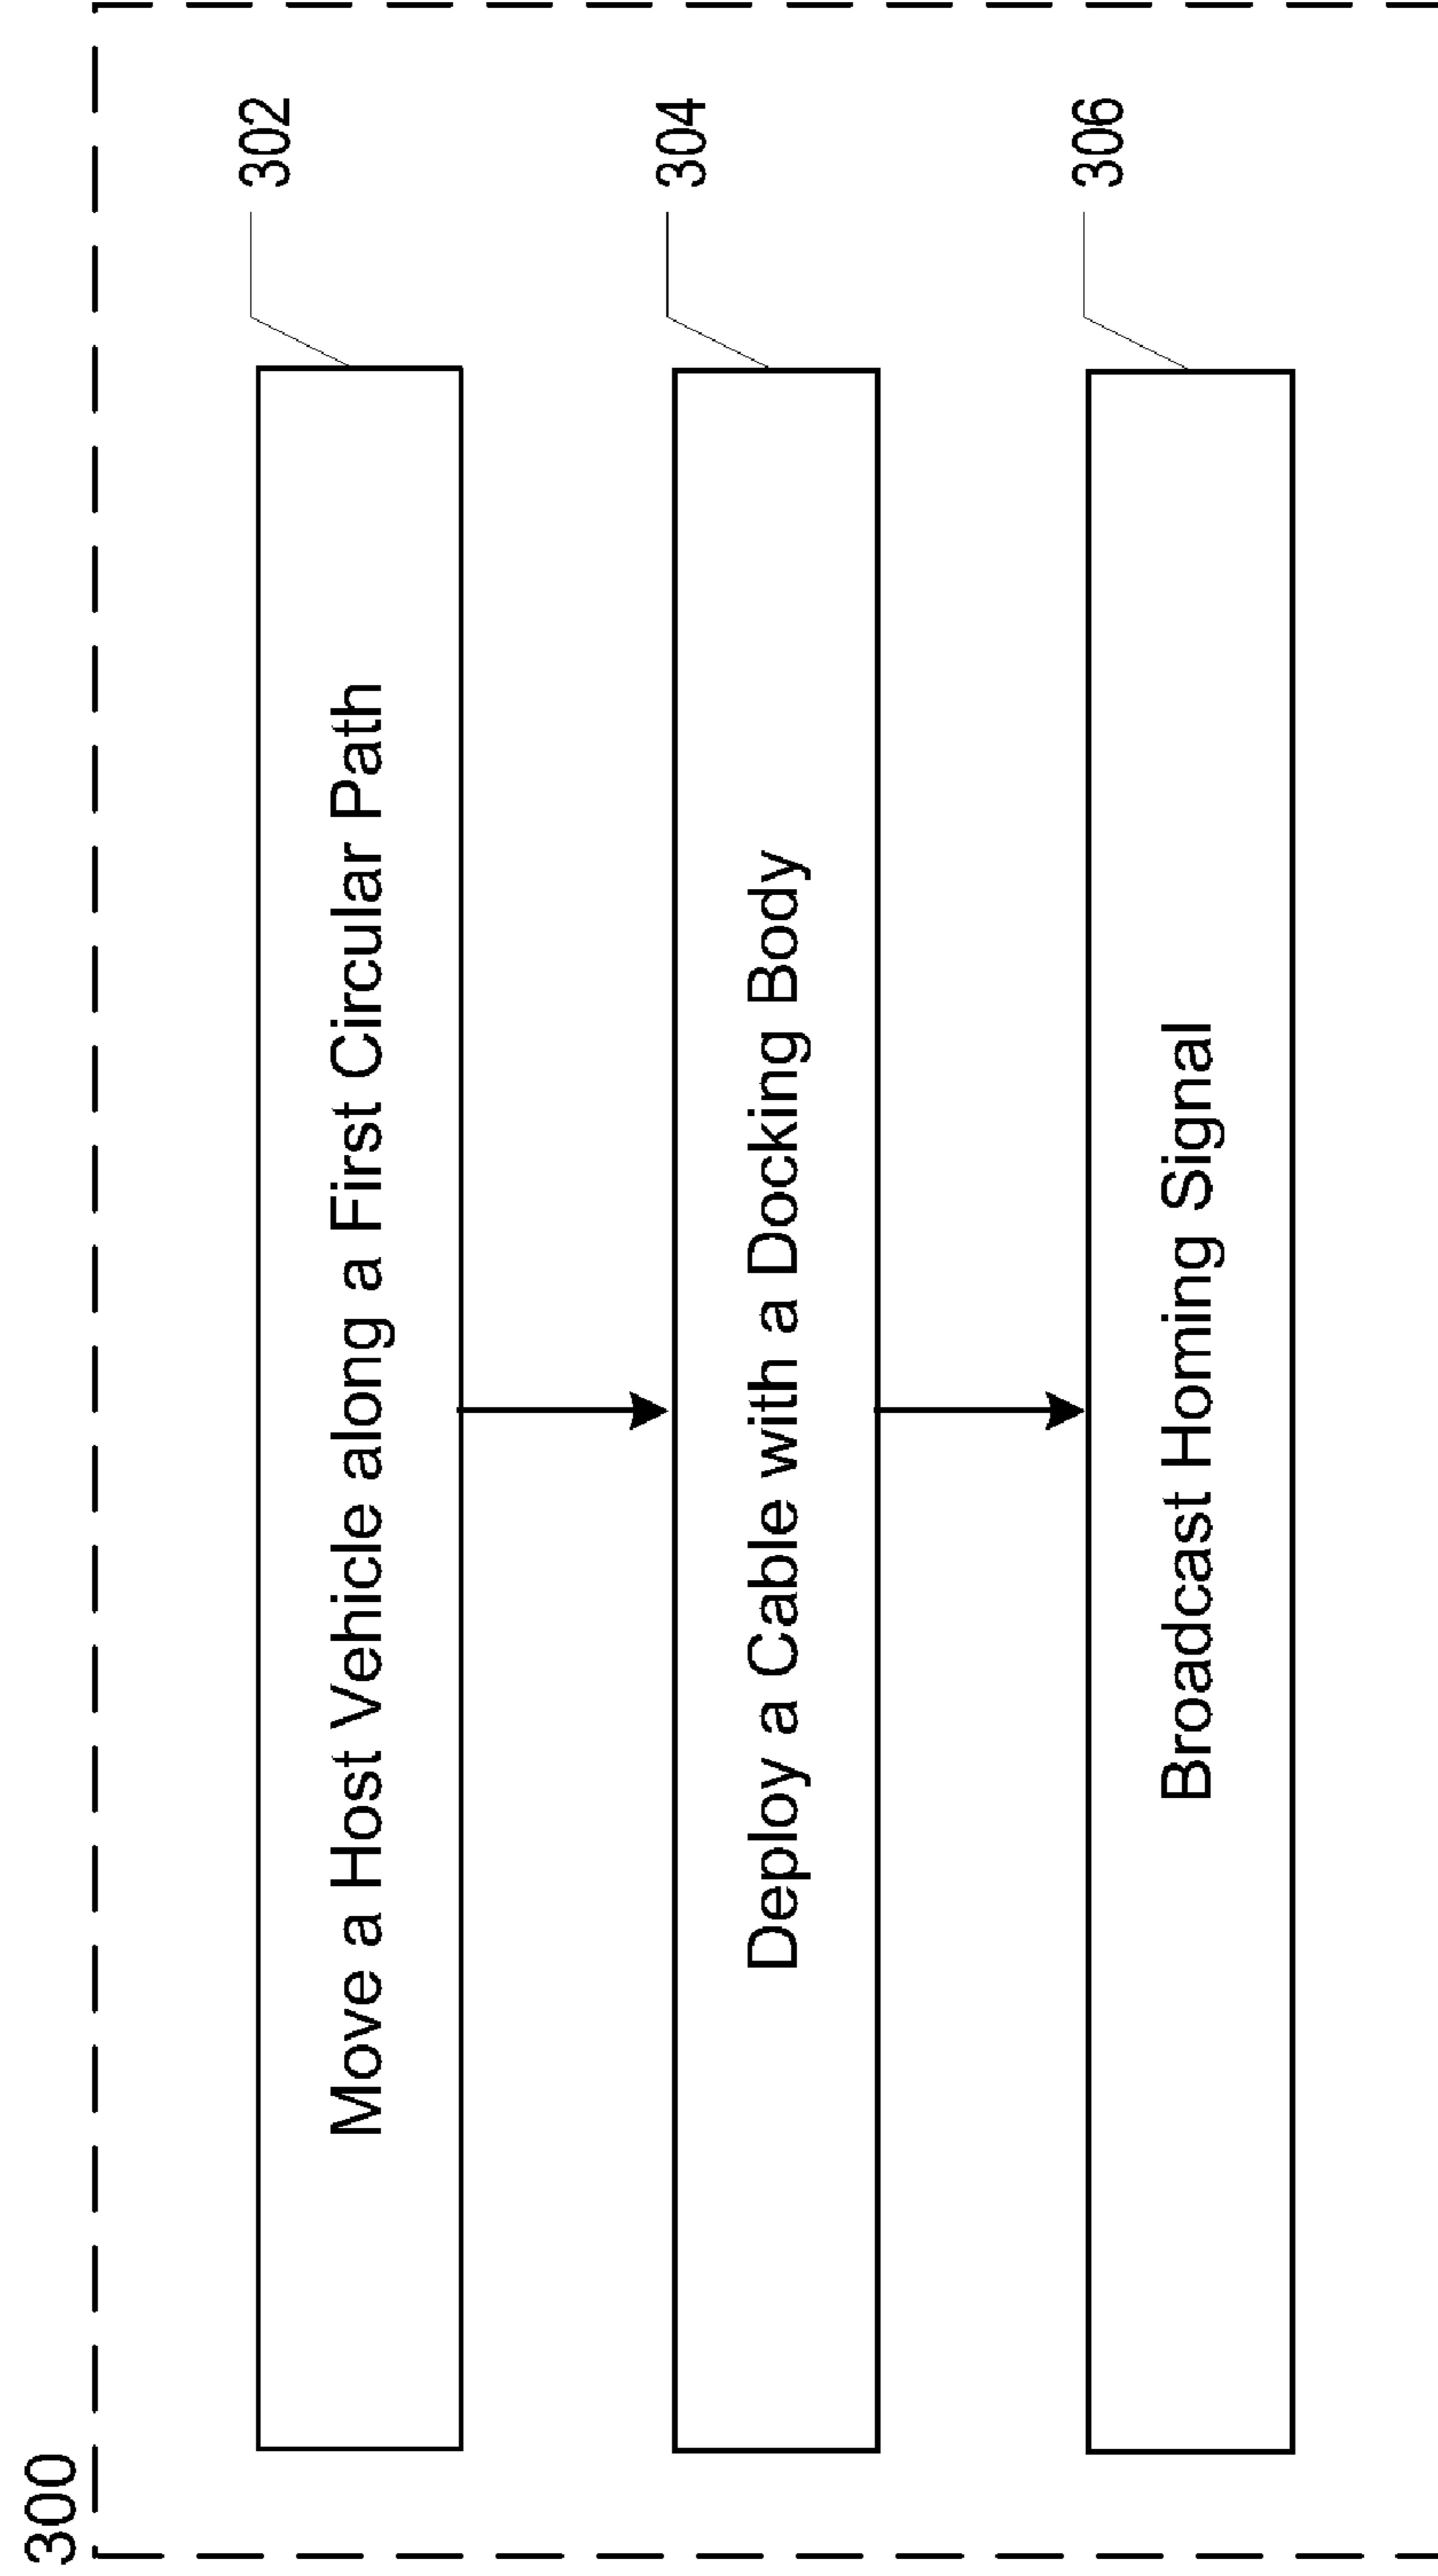 300
Move a Host Vehicle along a First Circular Path
302
Deploy a Cable with a Docking Body
304
Broadcast Homing Signal
306